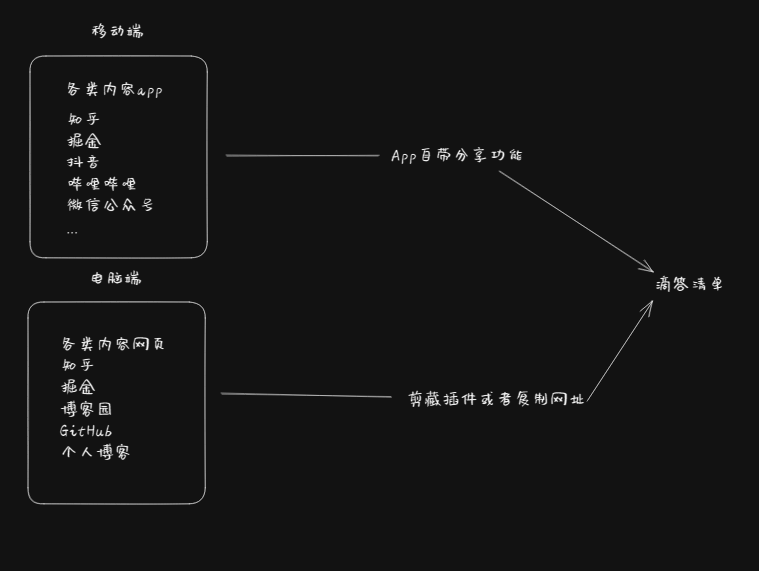 移动端
各类内容app
知乎
掘金
抖音
哔哩哔哩
微信公众号
...
App自带分享功能
滴答清单
电脑端
各类内容网页
知乎
掘金
博客园
GitHub
个人博客
剪藏插件或者复制网址